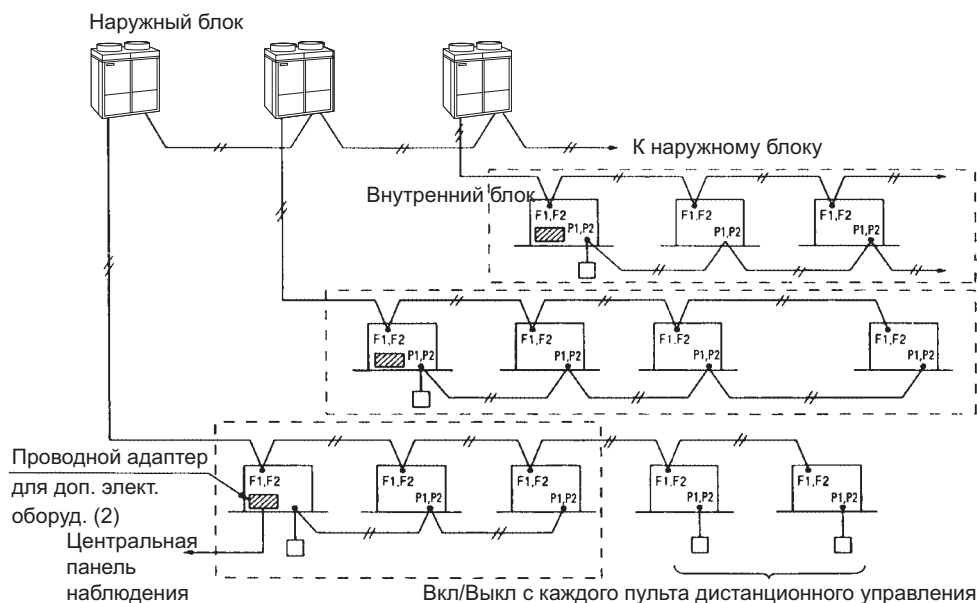 Наружный блок
К наружному блоку
Внутренний блок
F1,F2
P1,P2
F1,F2
P1,P2
F1,F2
P1,P2
F1,F2
P1,P2
F1,F2
P1,P2
F1,F2
P1,P2
F1,F2
P1,P2
Проводной адаптер
для доп. элект.
оборуд. (2)
F1,F2
F1,F2
P1,P2
F1,F2
P1,P2
F1,F2
P1,P2
F1,F2
P1,P2
Центральная
панель
наблюдения
Вкл/Выкл с каждого пульта дистанционного управления